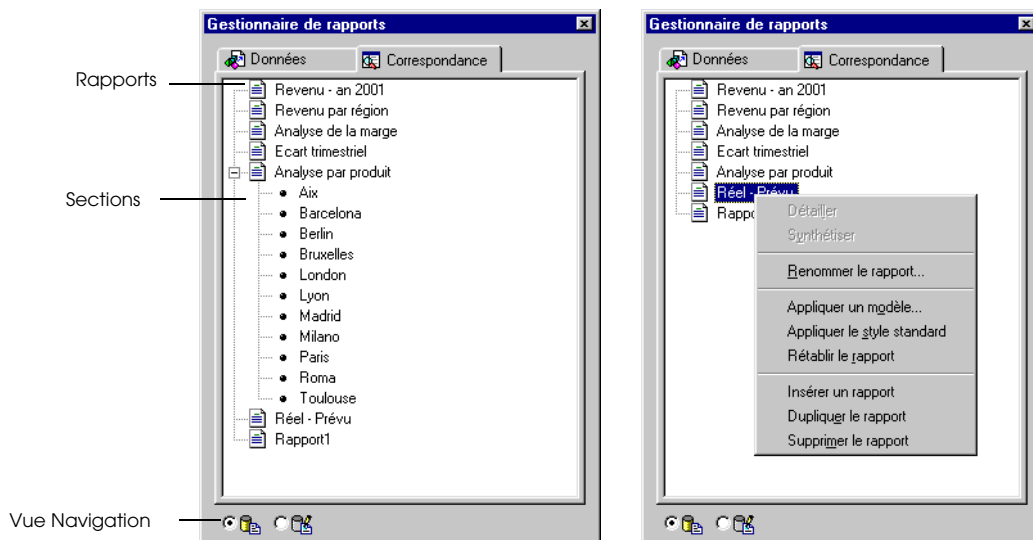 Gestionnaire de rapports
Données
Correspondance
Rapports
Revenu - an 2001
Revenu par région
Analyse de la marge
Ecart trimestriel
Analyse par produit
Sections
Aix
Barcelona
Berlin
Bruxelles
London
Lyon
Madrid
Milano
Paris
Roma
Toulouse
Réel - Prévu
Rapport1
Vue Navigation
Gestionnaire de rapports
Données
Correspondance
Revenu - an 2001
Revenu par région
Analyse de la marge
Ecart trimestriel
Analyse par produit
Réel - Prévu
Rappo
Détailler
Synthétiser
Renommer le rapport...
Appliquer un modèle...
Appliquer le style standard
Rétablir le rapport
Insérer un rapport
Dupliquer le rapport
Supprimer le rapport